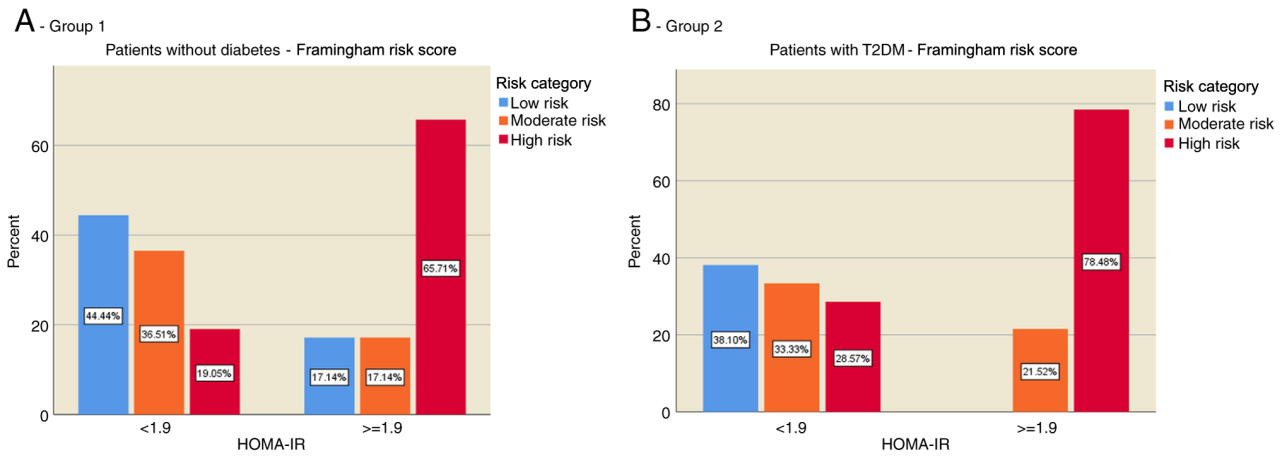 A - Group 1
Patients without diabetes - Framingham risk score
Risk category
Low risk
Moderate risk
High risk
Percent
60
40
20
0
44.44%
36.51%
19.05%
17.14%
17.14%
65.71%
<1.9
>=1.9
HOMA-IR
B - Group 2
Patients with T2DM - Framingham risk score
Risk category
Low risk
Moderate risk
High risk
Percent
80
60
40
20
0
38.10%
33.33%
28.57%
21.52%
78.48%
<1.9
>=1.9
HOMA-IR